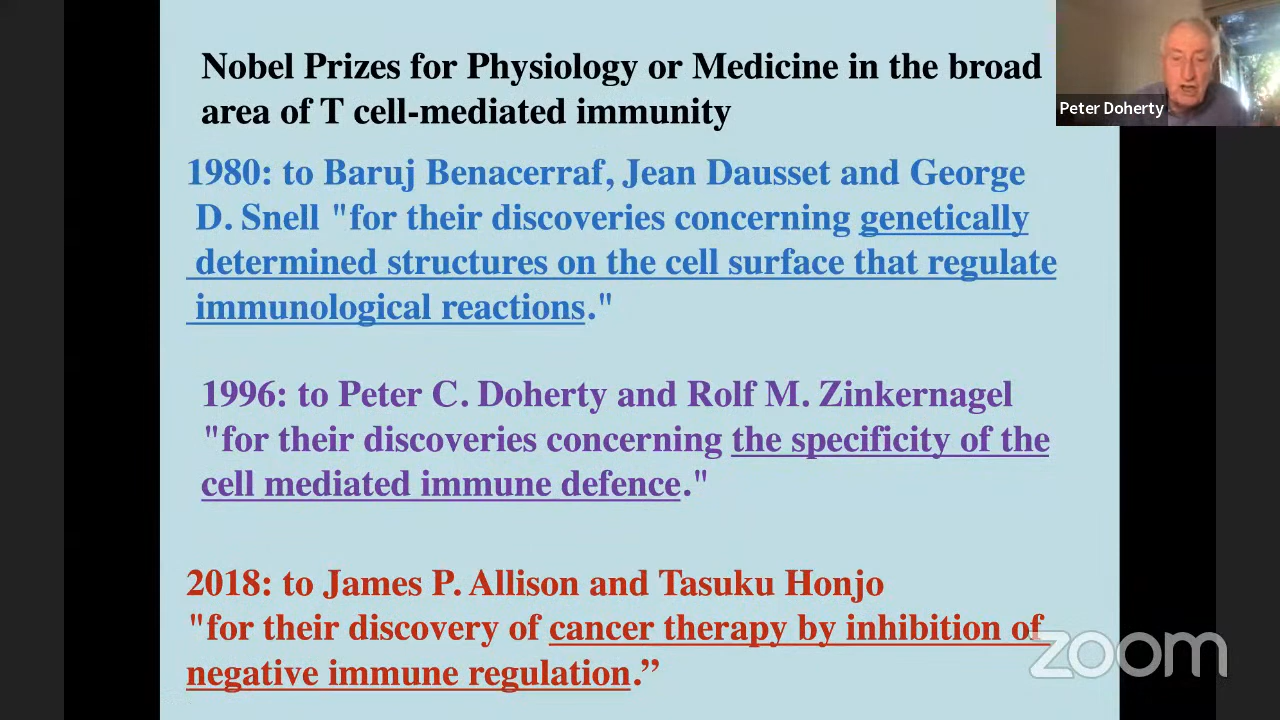 Nobel Prizes for Physiology or Medicine in the broad
area of T cell-mediated immunity
Peter Doherty
1980: to Baruj Benacerraf, Jean Dausset and George
D. Snell "for their discoveries concerning genetically
determined structures on the cell surface that regulate
immunological reactions."
1996: to Peter C. Doherty and Rolf M. Zinkernagel
"for their discoveries concerning the specificity of the
cell mediated immune defence."
2018: to James P. Allison and Tasuku Honjo
"for their discovery of cancer therapy by inhibition of
negative immune regulation.”
zoom